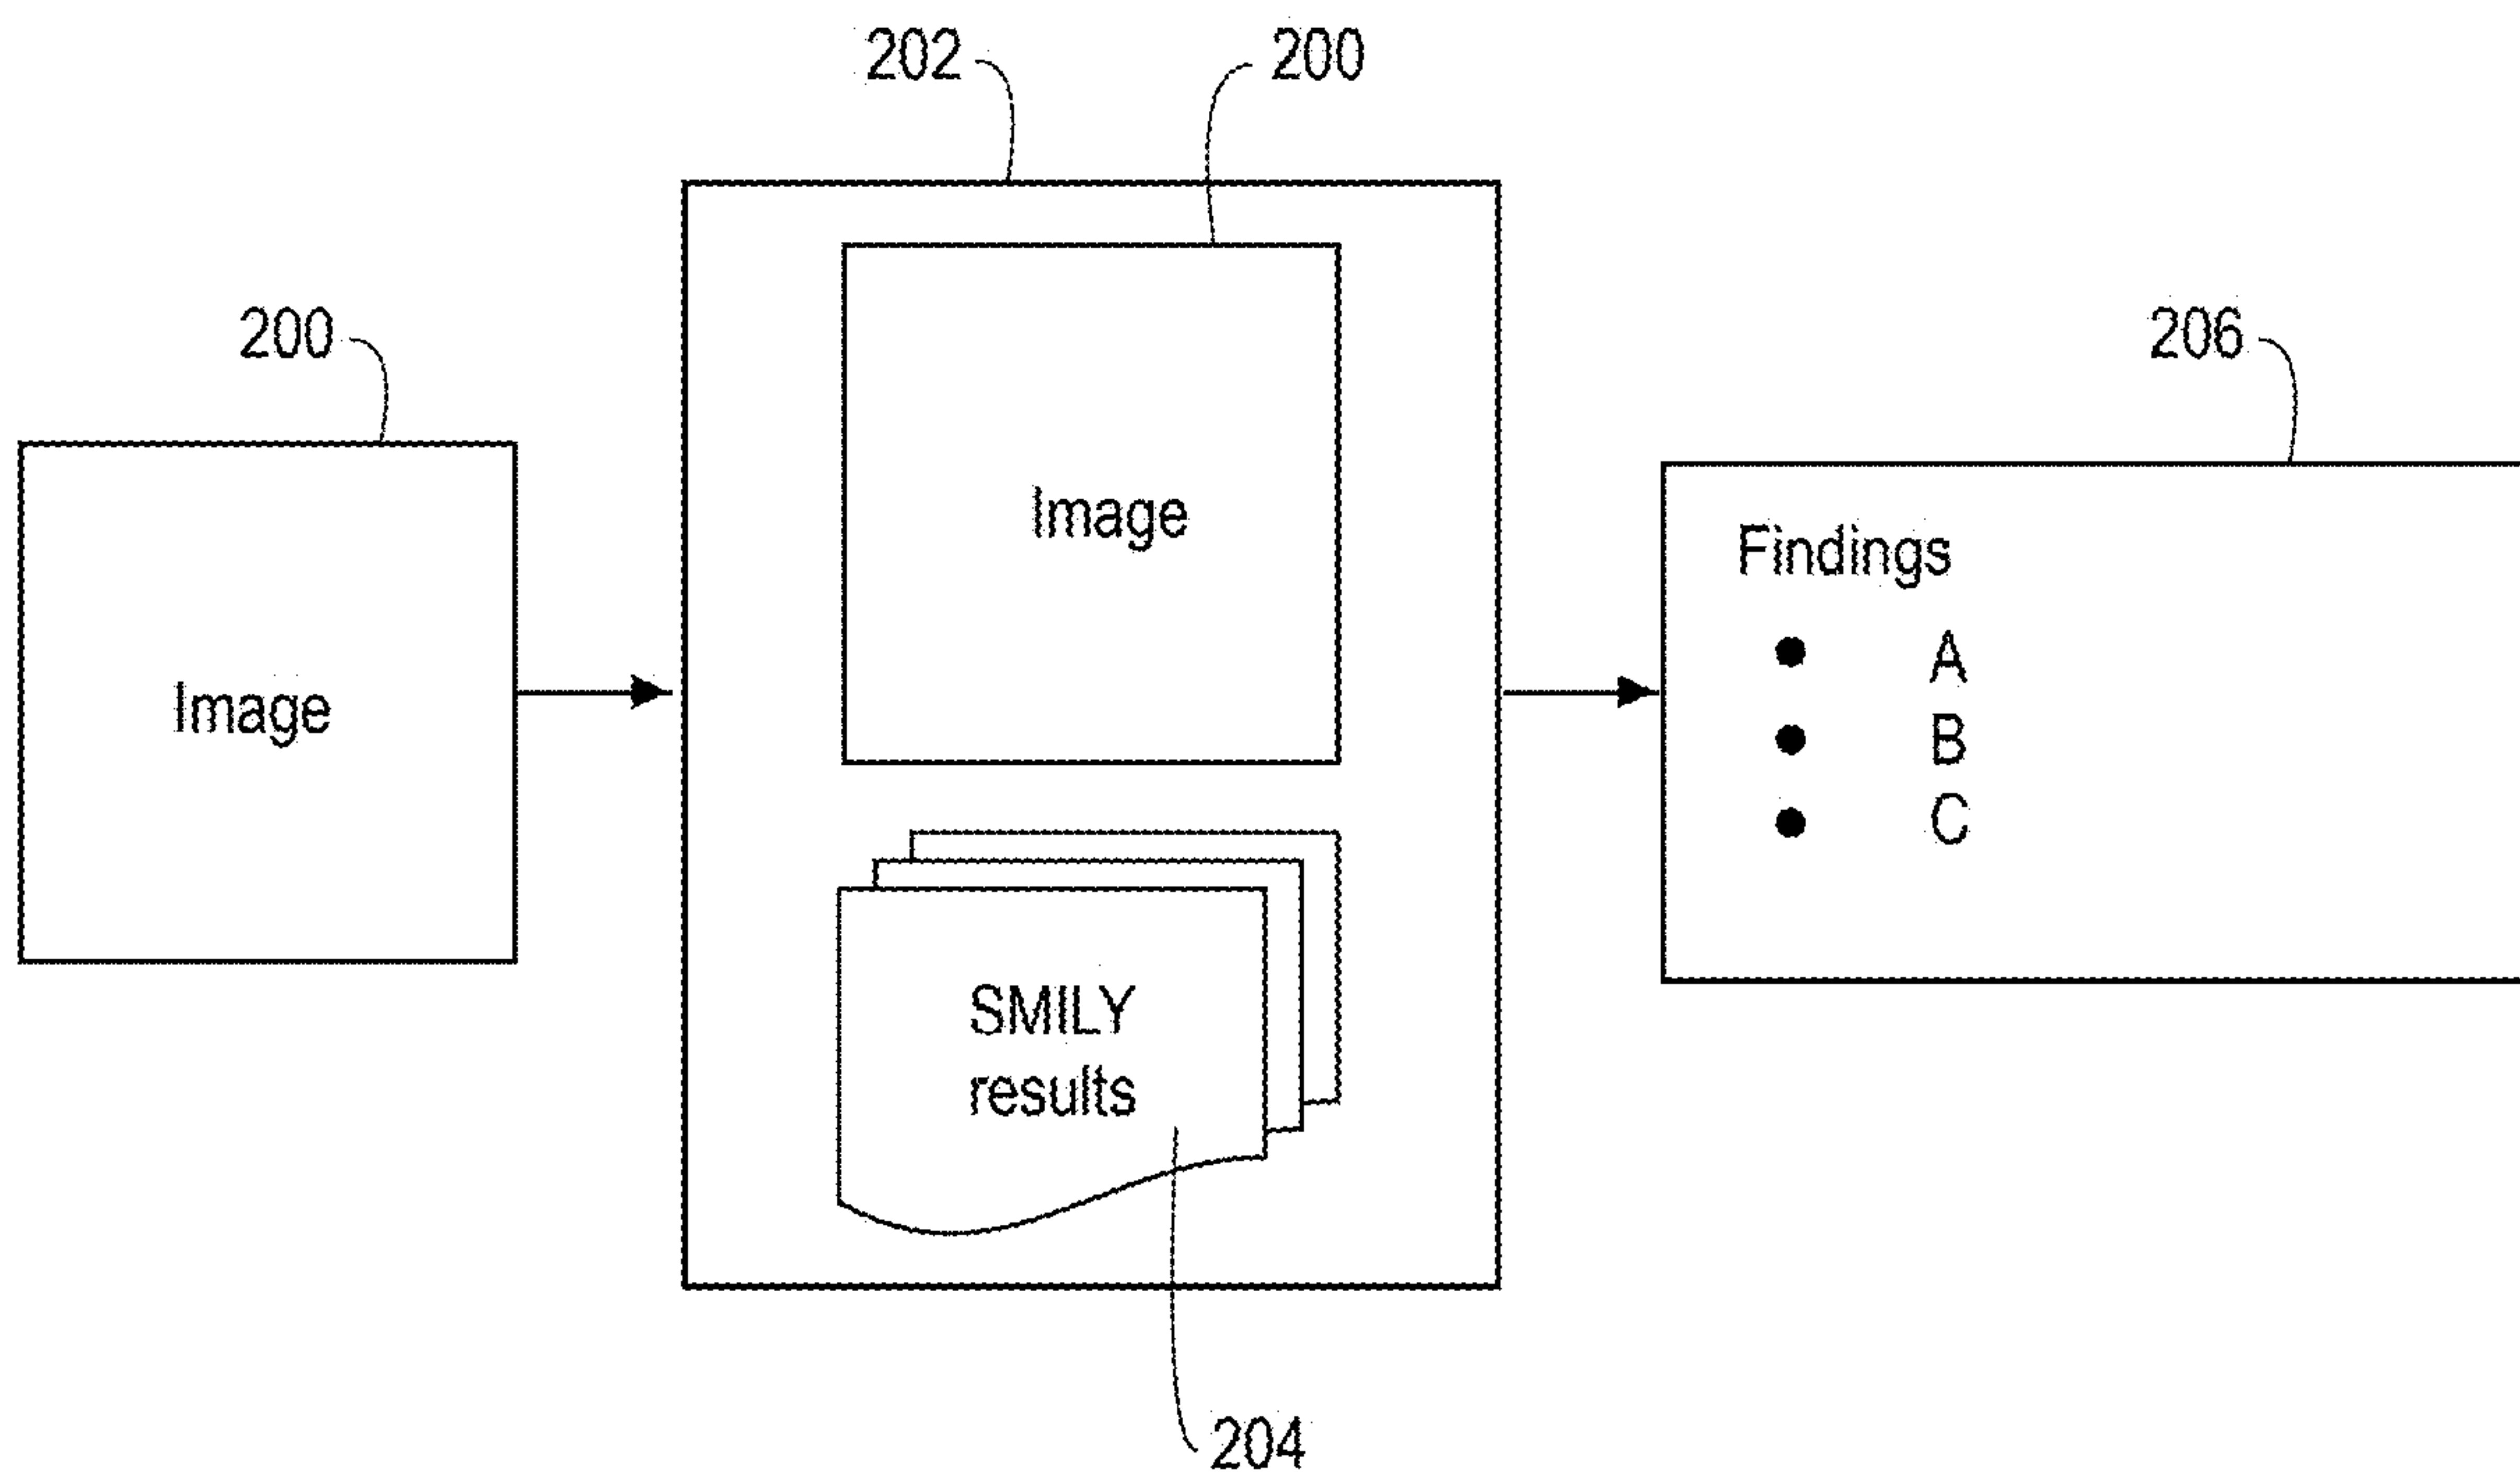 202
200
200
206
Image
Image
Findings
• A
• B
• C
SMILY
results
204